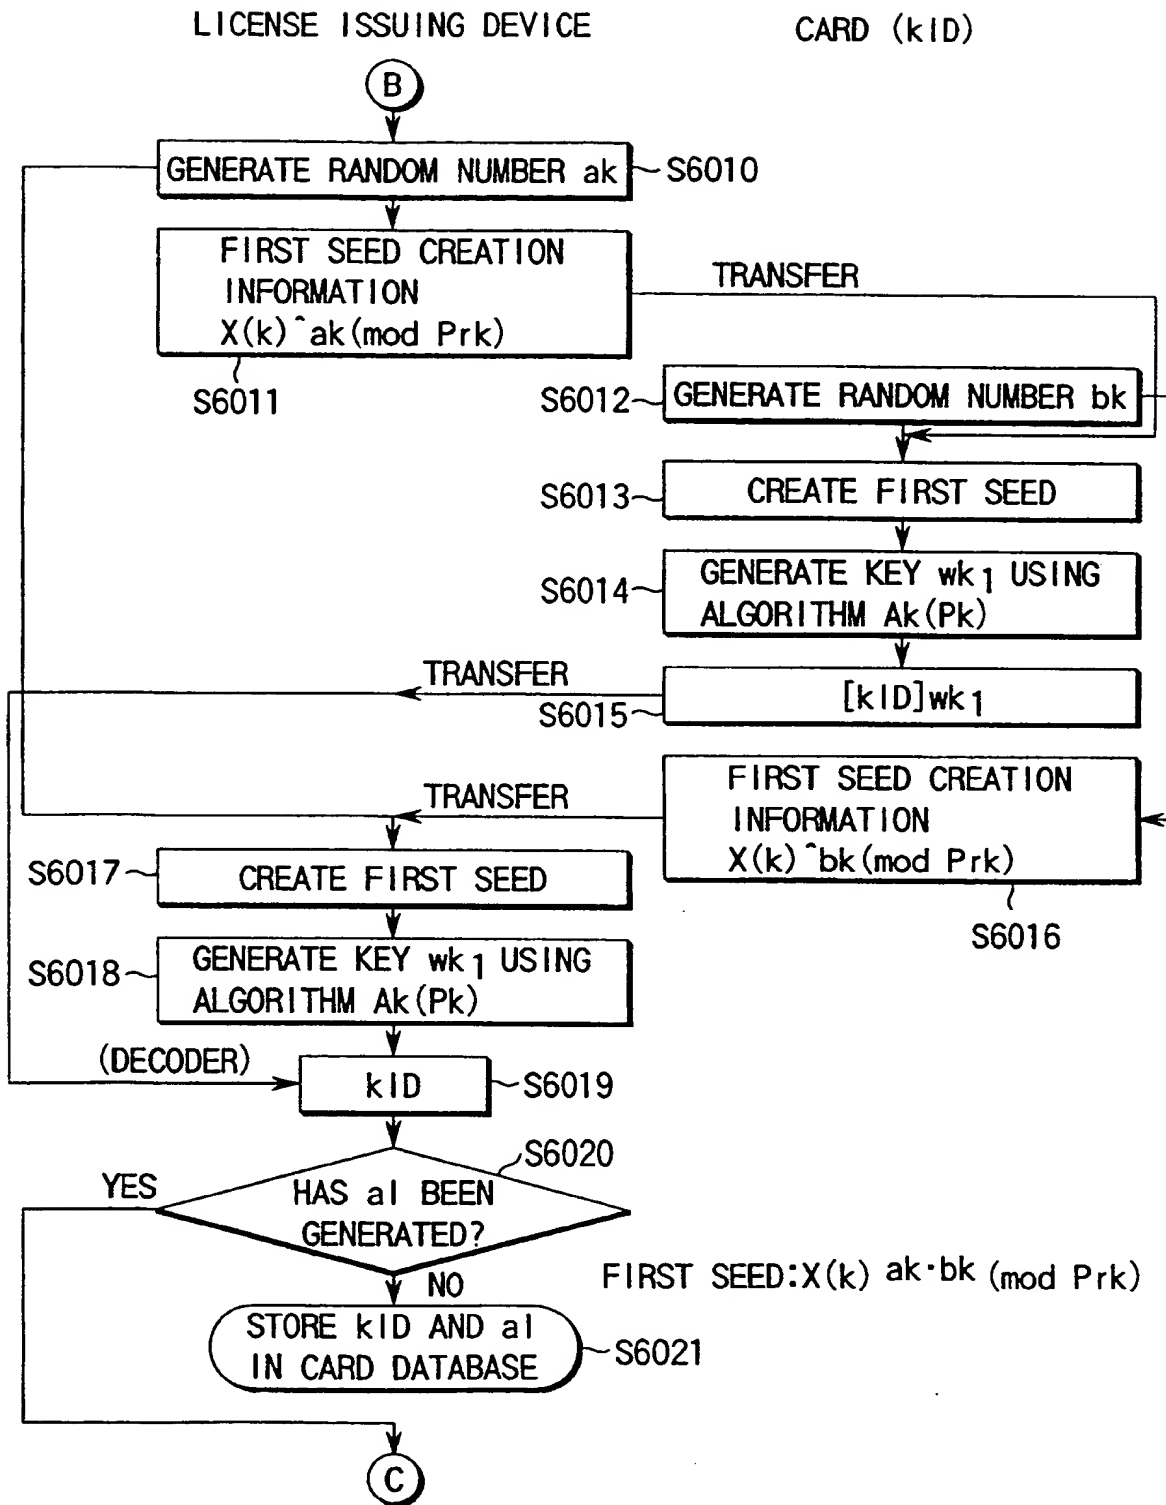 LICENSE ISSUING DEVICE
CARD (kID)
B
GENERATE RANDOM NUMBER ak
S6010
FIRST SEED CREATION
INFORMATION
X(k)^ak(mod Prk)
S6011
TRANSFER
S6012
GENERATE RANDOM NUMBER bk
S6013
CREATE FIRST SEED
S6014
GENERATE KEY wk1 USING
ALGORITHM Ak(Pk)
TRANSFER
S6015
[kID]wk1
TRANSFER
FIRST SEED CREATION
INFORMATION
X(k)^bk(mod Prk)
S6016
S6017
CREATE FIRST SEED
S6018
GENERATE KEY wk1 USING
ALGORITHM Ak(Pk)
(DECODER)
kID
S6019
S6020
YES
HAS aI BEEN
GENERATED?
NO
FIRST SEED:X(k) ak·bk (mod Prk)
STORE kID AND aI
IN CARD DATABASE
S6021
C